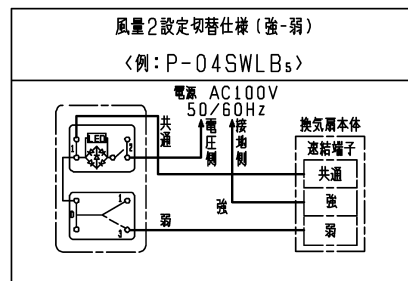 風量2設定切替仕様(強-弱)
〈例:P-04SWLB₅〉
電源 AC100V
50/60Hz
換気扇本体
速結端子
共通
強
弱
共通
電圧側
接地側
強
弱
LED
1
2
0
1
3